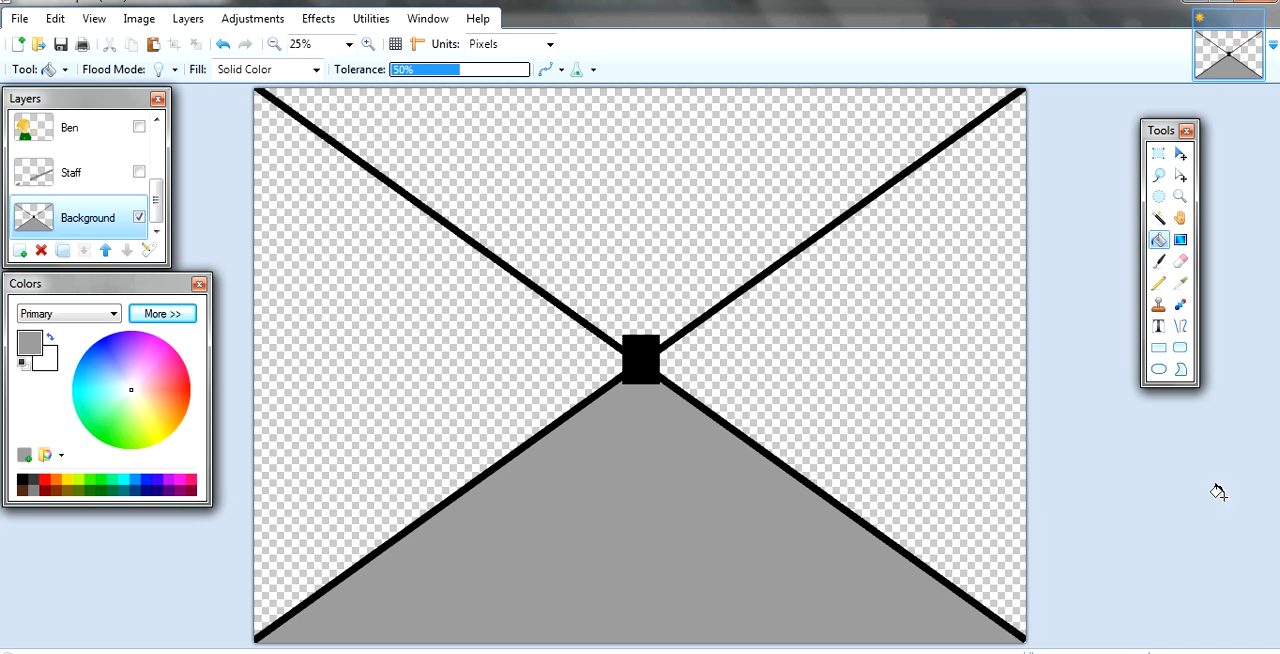 File Edit View Image Layers Adjustments Effects Utilities Window Help
25% Units: Pixels
Tool: Flood Mode: Fill: Solid Color Tolerance: 50%
Layers
Ben
Staff
Background
Colors
Primary More >>
Tools